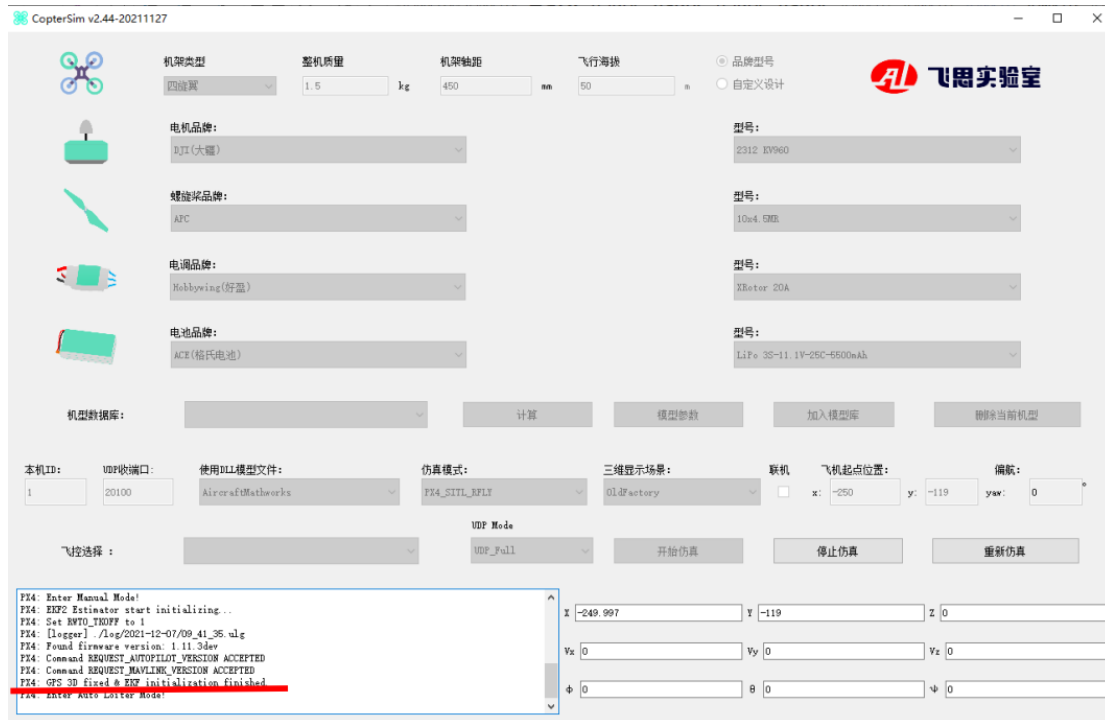 CopterSim v2.44-20211127
机架类型 整机质量 机架轴距 飞行海拔 品牌型号
四旋翼 1.5 kg 450 mm 50 m 自定义设计
飞思实验室
电机品牌: 型号:
DJI(大疆) 2312 KV960
螺旋桨品牌: 型号:
APC 10x4.5MR
电调品牌: 型号:
Hobbywing(好盈) XRotor 20A
电池品牌: 型号:
ACE(格氏电池) LiPo 3S-11.1V-25C-5500mAh
机型数据库: 计算 模型参数 加入模型库 删除当前机型
本机ID: UDP收端口: 使用DLL模型文件: 仿真模式: 三维显示场景: 联机 飞机起点位置: 偏航:
1 20100 AircraftMathworks PX4_SITL_RFLY OldFactory x: -250 y: -119 yaw: 0 °
UDP Mode
飞控选择 : UDP_Full 开始仿真 停止仿真 重新仿真
PX4: Enter Manual Mode!
PX4: EKF2 Estimator start initializing...
PX4: Set RWTO_TKOFF to 1
PX4: [logger] ./log/2021-12-07/09_41_35.ulg
PX4: Found firmware version: 1.11.3dev
PX4: Command REQUEST_AUTOPILOT_VERSION ACCEPTED
PX4: Command REQUEST_MAVLINK_VERSION ACCEPTED
PX4: GPS 3D fixed & EKF initialization finished.
PX4: Enter Auto Loiter Mode!
X -249.997 Y -119 Z 0
Vx 0 Vy 0 Vz 0
ϕ 0 θ 0 Ψ 0